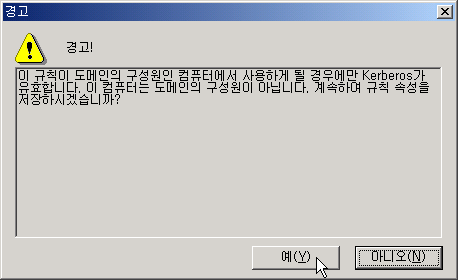 경고
경고!
이 규칙이 도메인의 구성원인 컴퓨터에서 사용하게 될 경우에만 Kerberos가
유효합니다. 이 컴퓨터는 도메인의 구성원이 아닙니다. 계속하여 규칙 속성을
저장하시겠습니까?
예(Y)
아니오(N)